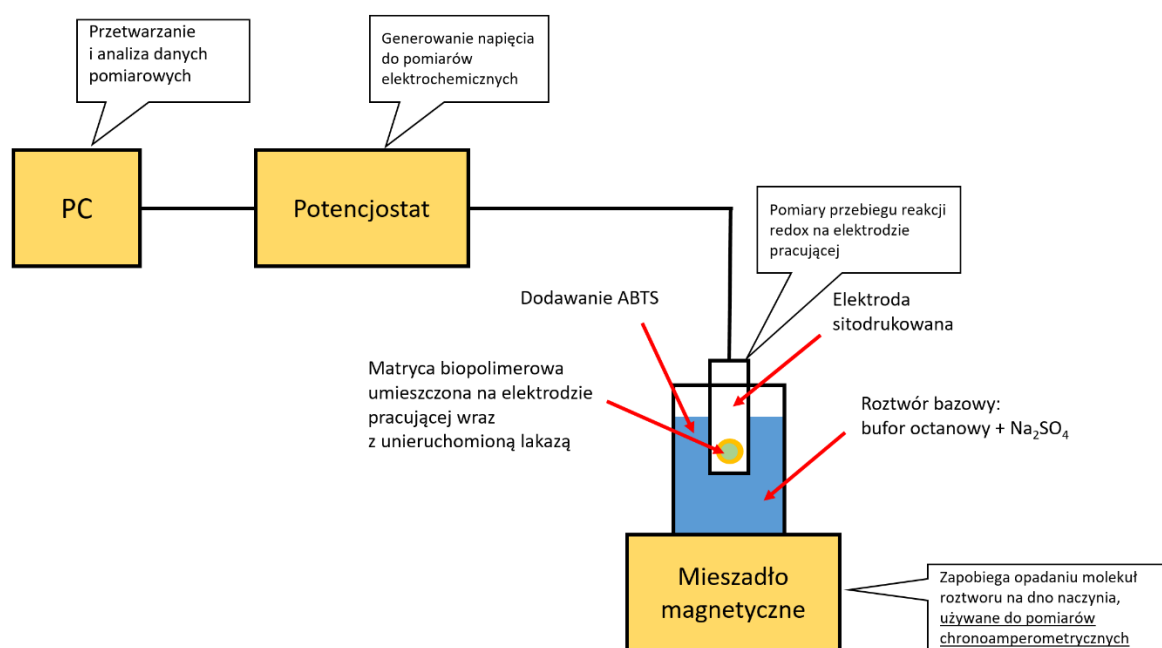 Przetwarzanie
i analiza danych
pomiarowych
Generowanie napięcia
do pomiarów
elektrochemicznych
PC
Potencjostat
Pomiary przebiegu reakcji
redox na elektrodzie
pracującej
Dodawanie ABTS
Elektroda
sitodrukowana
Matryca biopolimerowa
umieszczona na elektrodzie
pracującej wraz
z unieruchomioną lakazą
Roztwór bazowy:
bufor octanowy + Na₂SO₄
Mieszadło
magnetyczne
Zapobiega opadaniu molekuł
roztworu na dno naczynia,
używane do pomiarów
chronoamperometrycznych